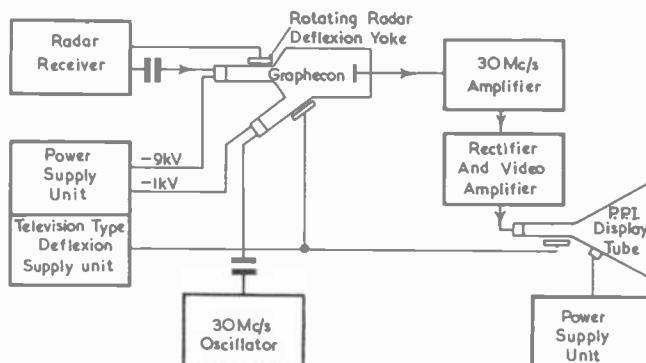 Radar
Receiver
Rotating Radar
Deflexion Yoke
Graphecon
30 Mc/s
Amplifier
Power
Supply
Unit
-9kV
-1kV
Rectifier
And Video
Amplifier
Television Type
Deflexion
Supply unit
P.P.I.
Display
Tube
30 Mc/s
Oscillator
Power
Supply
Unit